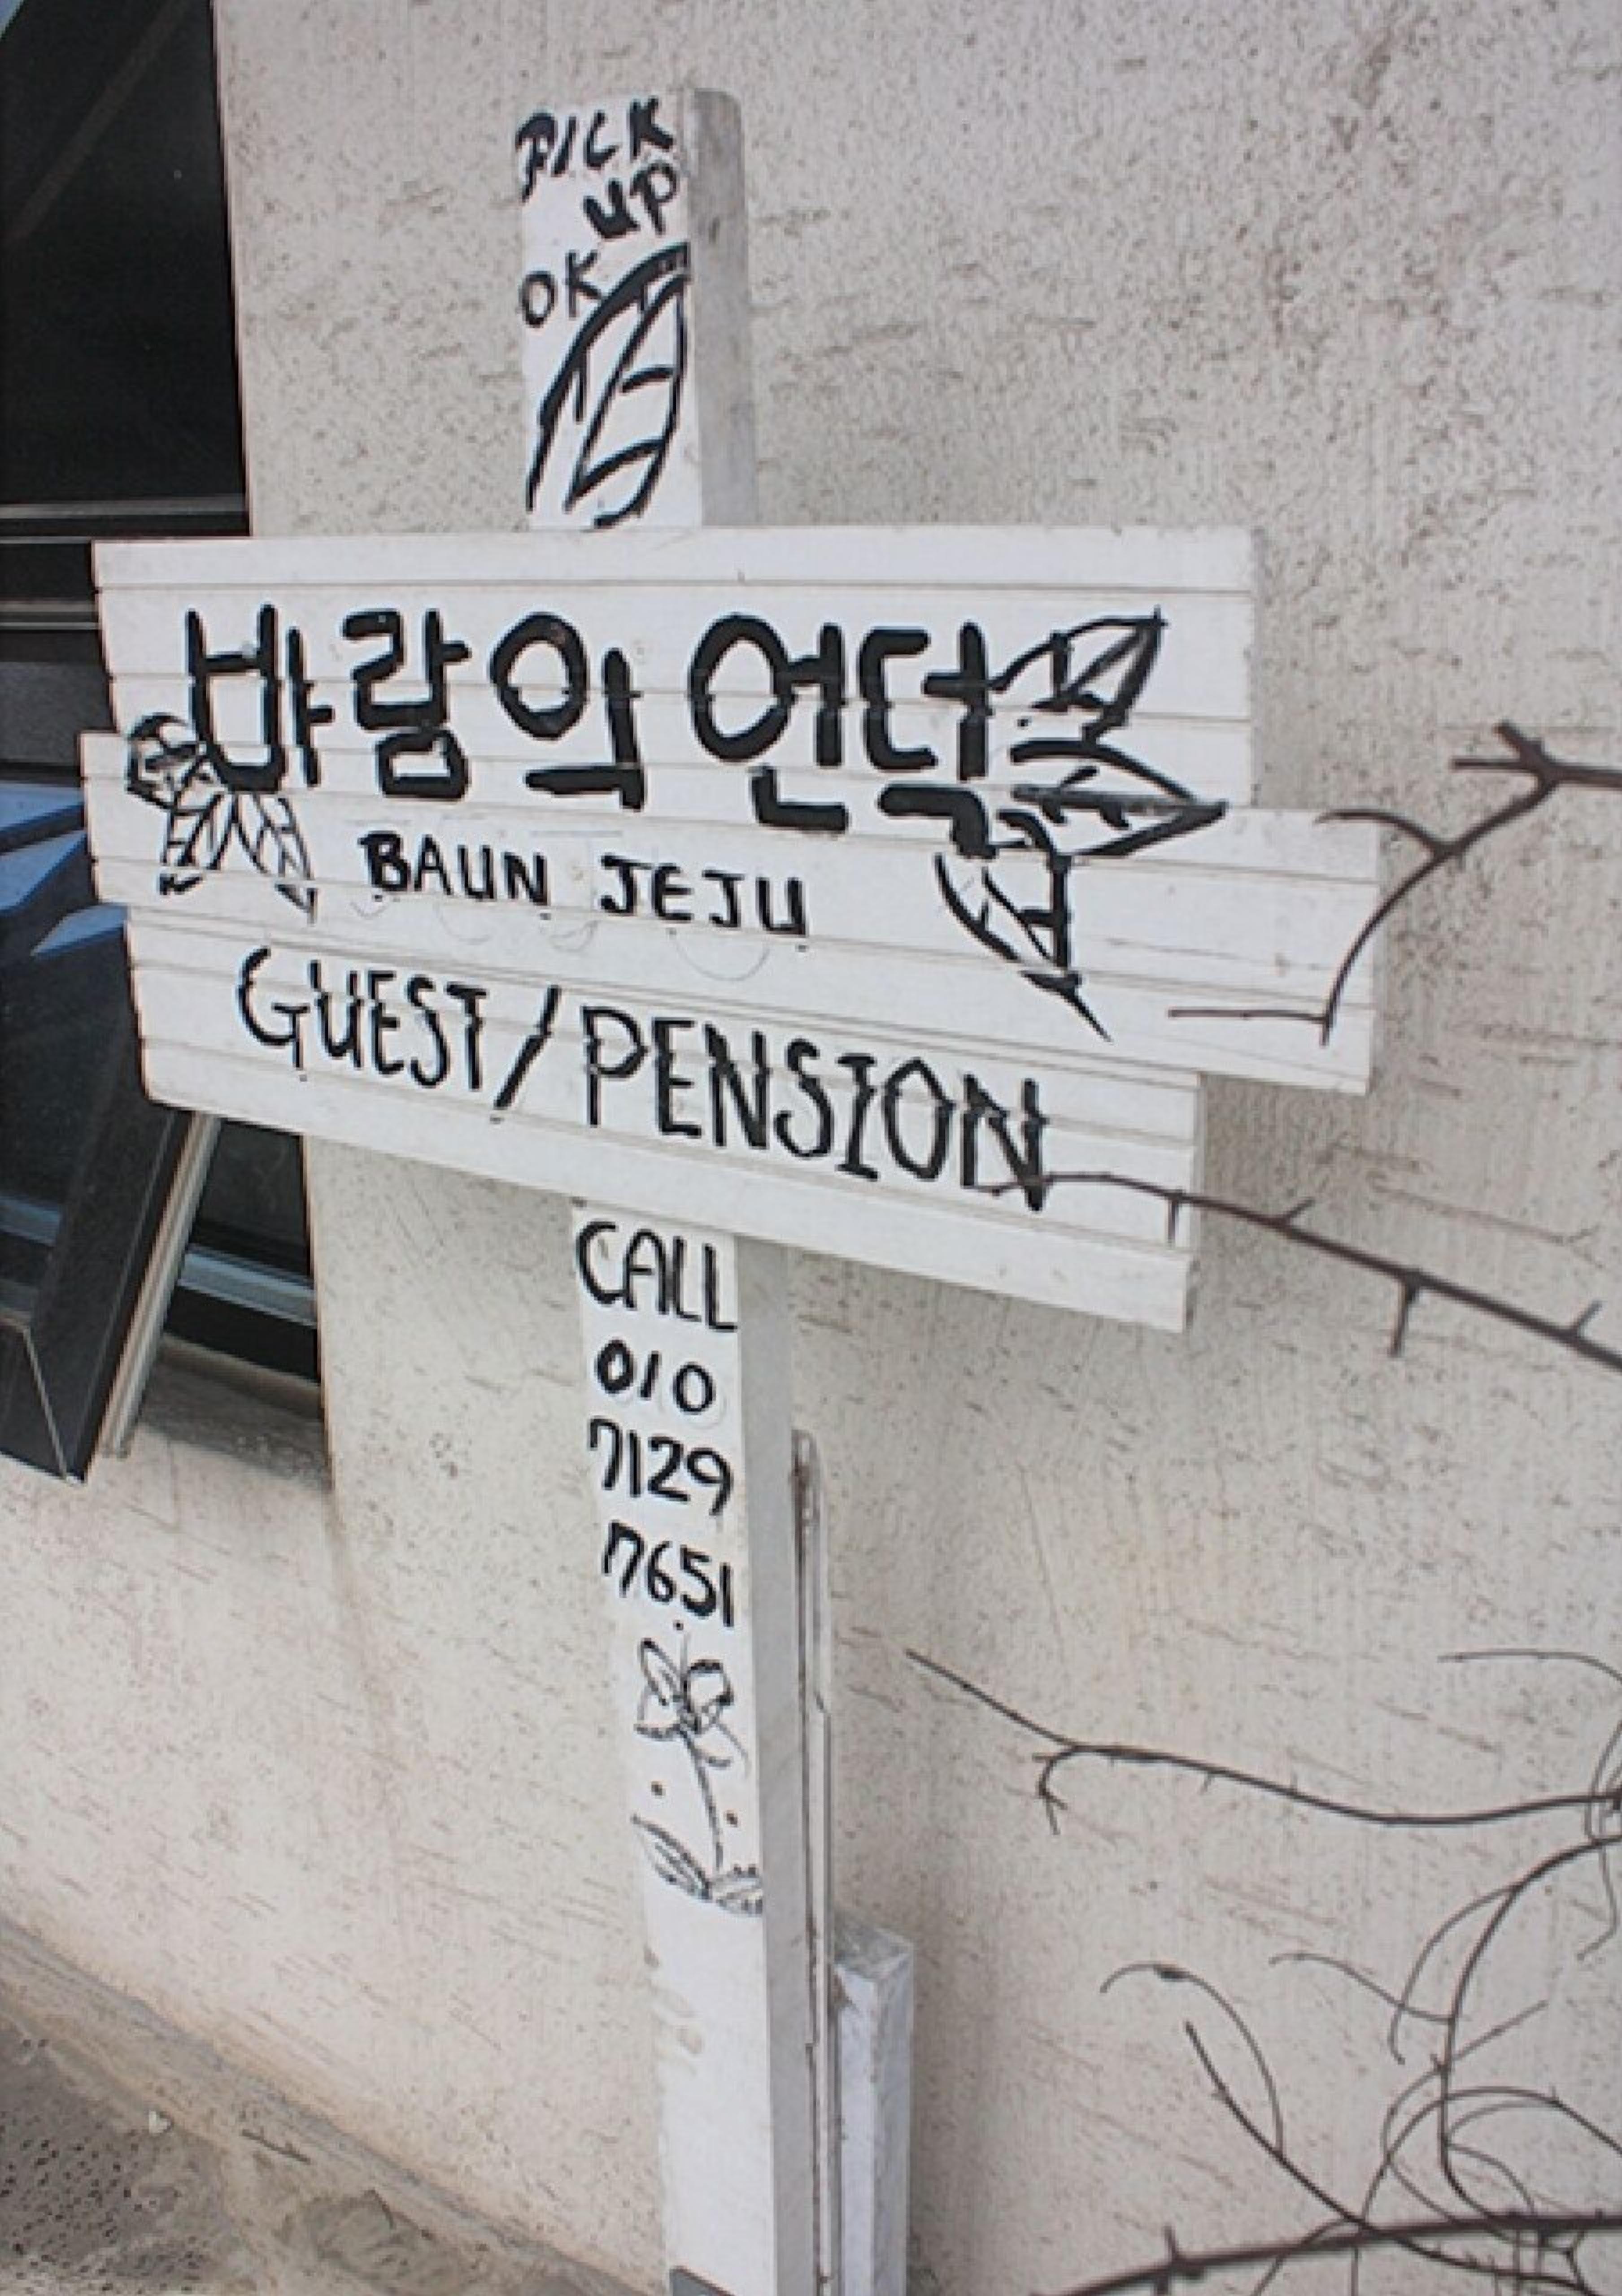 PICK
UP
OK
바람의 언덕
BAUN JEJU
GUEST/PENSION
CALL
010
7129
7651